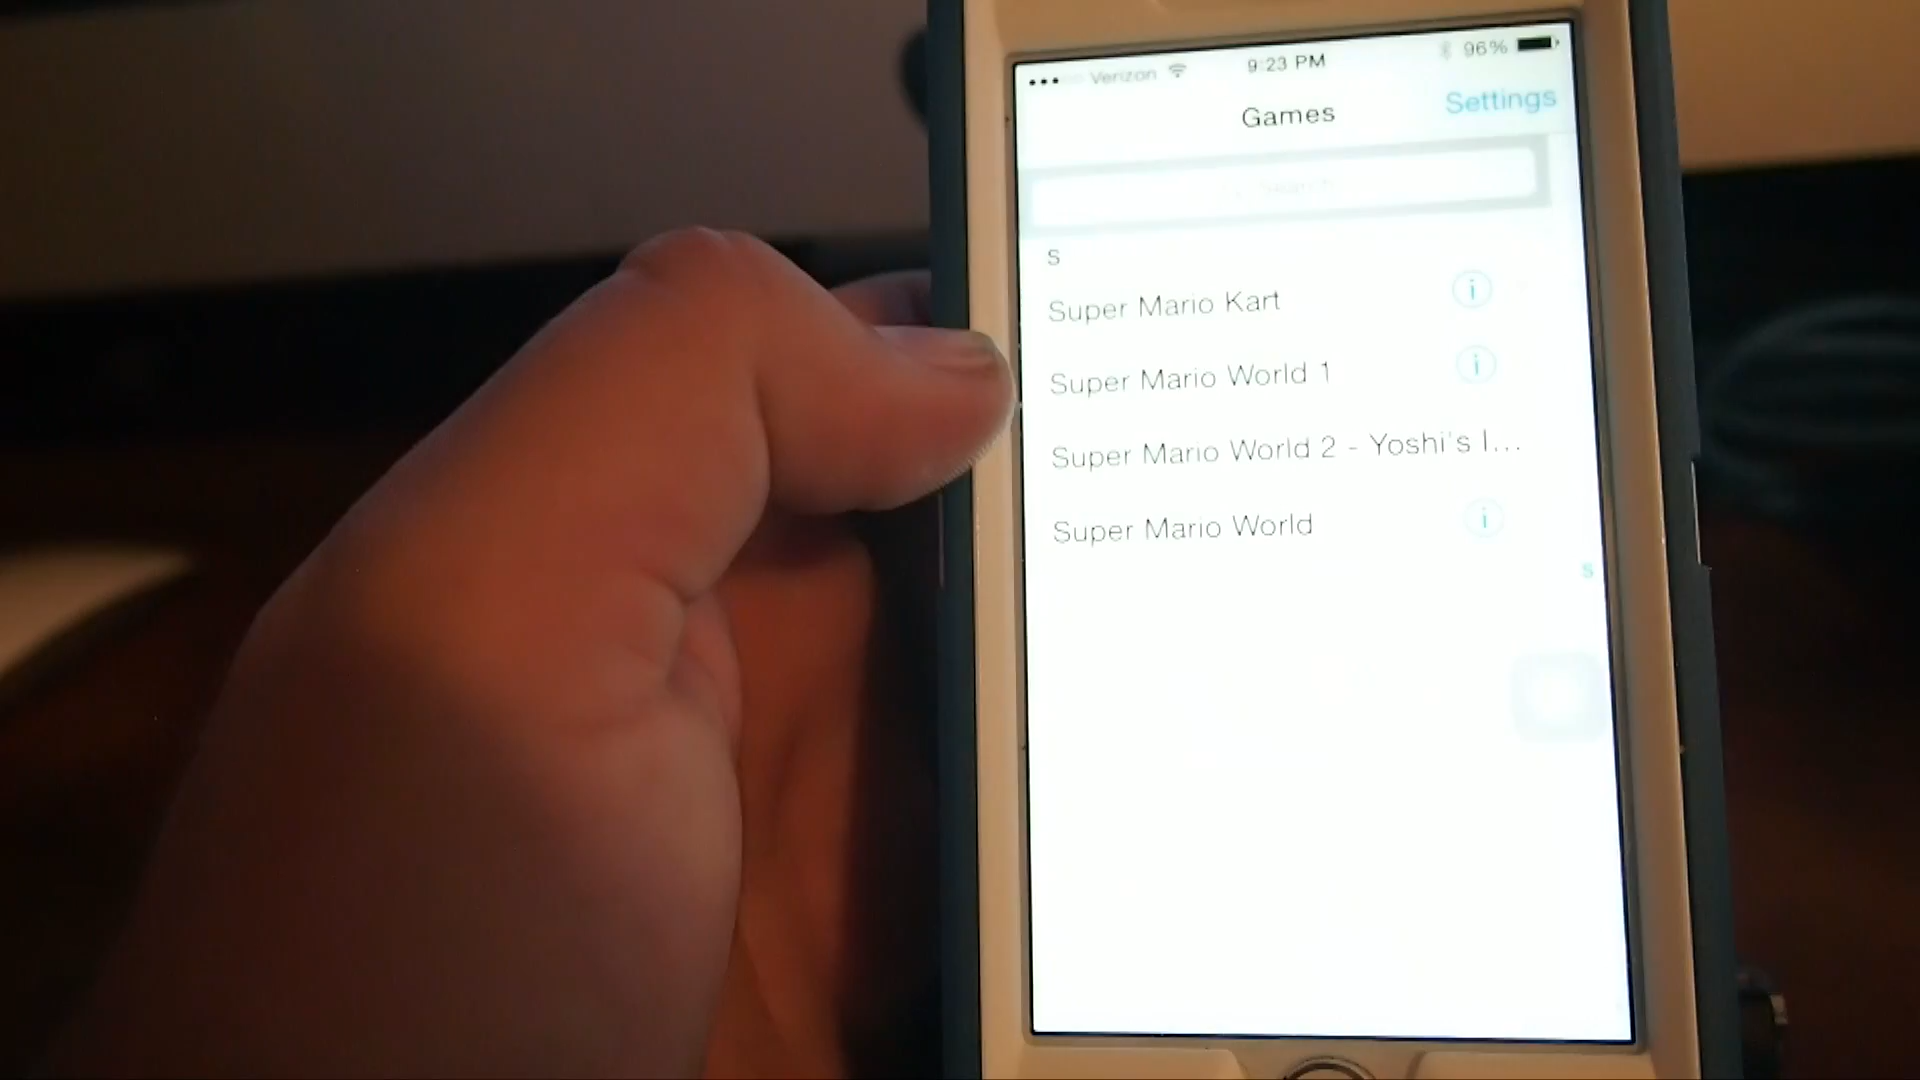 Verizon 9:23 PM 96%
Games Settings
Search
S
Super Mario Kart
Super Mario World 1
Super Mario World 2 - Yoshi's I...
Super Mario World
S